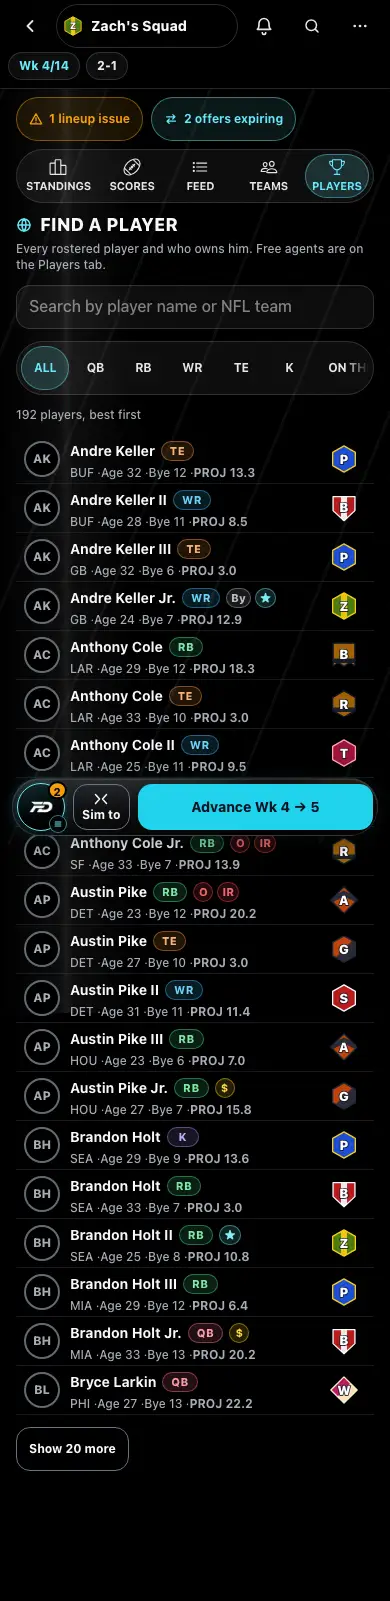 Z Zach's Squad
Wk 4/14 2-1
1 lineup issue 2 offers expiring
STANDINGS SCORES FEED TEAMS PLAYERS
FIND A PLAYER
Every rostered player and who owns him. Free agents are on
the Players tab.
Search by player name or NFL team
ALL QB RB WR TE K ON TH
192 players, best first
AK Andre Keller TE P
BUF ·Age 32 ·Bye 12 ·PROJ 13.3
AK Andre Keller II WR B
BUF ·Age 28 ·Bye 11 ·PROJ 8.5
AK Andre Keller III TE P
GB ·Age 32 ·Bye 6 ·PROJ 3.0
AK Andre Keller Jr. WR By Z
GB ·Age 24 ·Bye 7 ·PROJ 12.9
AC Anthony Cole RB B
LAR ·Age 29 ·Bye 12 ·PROJ 18.3
AC Anthony Cole TE R
LAR ·Age 33 ·Bye 10 ·PROJ 3.0
AC Anthony Cole II WR T
LAR ·Age 25 ·Bye 11 ·PROJ 9.5
2 Sim to Advance Wk 4 → 5
AC Anthony Cole Jr. RB O IR R
SF ·Age 33 ·Bye 7 ·PROJ 13.9
AP Austin Pike RB O IR A
DET ·Age 23 ·Bye 12 ·PROJ 20.2
AP Austin Pike TE G
DET ·Age 27 ·Bye 10 ·PROJ 3.0
AP Austin Pike II WR S
DET ·Age 31 ·Bye 11 ·PROJ 11.4
AP Austin Pike III RB A
HOU ·Age 23 ·Bye 6 ·PROJ 7.0
AP Austin Pike Jr. RB $ G
HOU ·Age 27 ·Bye 7 ·PROJ 15.8
BH Brandon Holt K P
SEA ·Age 29 ·Bye 9 ·PROJ 13.6
BH Brandon Holt RB B
SEA ·Age 33 ·Bye 7 ·PROJ 3.0
BH Brandon Holt II RB Z
SEA ·Age 25 ·Bye 8 ·PROJ 10.8
BH Brandon Holt III RB P
MIA ·Age 29 ·Bye 12 ·PROJ 6.4
BH Brandon Holt Jr. QB $ B
MIA ·Age 33 ·Bye 13 ·PROJ 20.2
BL Bryce Larkin QB W
PHI ·Age 27 ·Bye 13 ·PROJ 22.2
Show 20 more